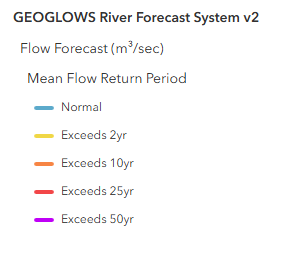 GEOGLOWS River Forecast System v2
Flow Forecast (m³/sec)
Mean Flow Return Period
Normal
Exceeds 2yr
Exceeds 10yr
Exceeds 25yr
Exceeds 50yr